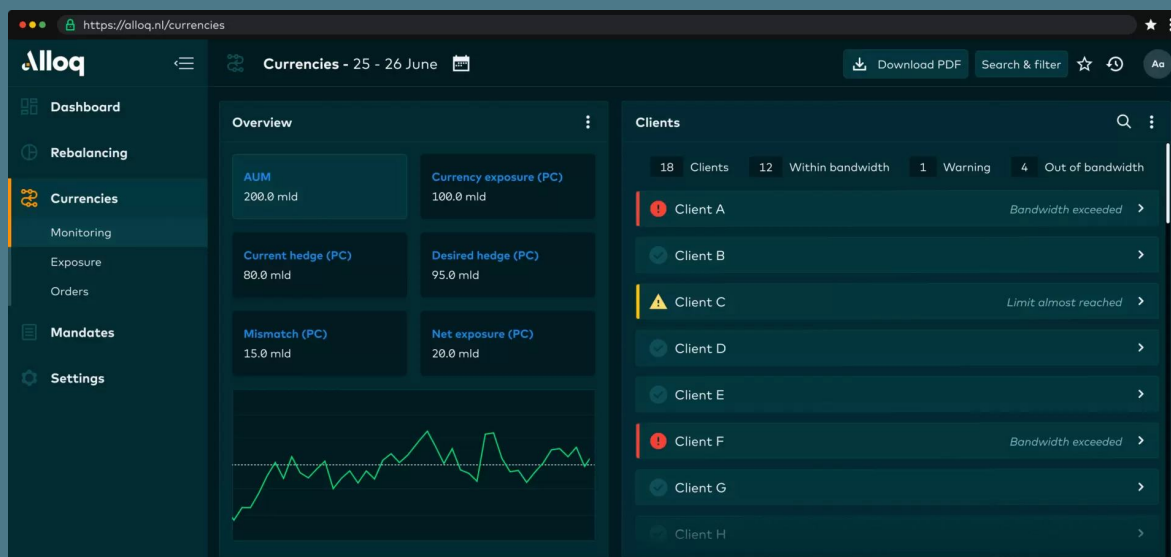 https://alloq.nl/currencies
Alloq
Currencies - 25 - 26 June
Download PDF
Search & filter
Aa
Dashboard
Rebalancing
Currencies
Monitoring
Exposure
Orders
Mandates
Settings
Overview
AUM
200.0 mld
Currency exposure (PC)
100.0 mld
Current hedge (PC)
80.0 mld
Desired hedge (PC)
95.0 mld
Mismatch (PC)
15.0 mld
Net exposure (PC)
20.0 mld
Clients
18 Clients 12 Within bandwidth 1 Warning 4 Out of bandwidth
Client A Bandwidth exceeded
Client B
Client C Limit almost reached
Client D
Client E
Client F Bandwidth exceeded
Client G
Client H